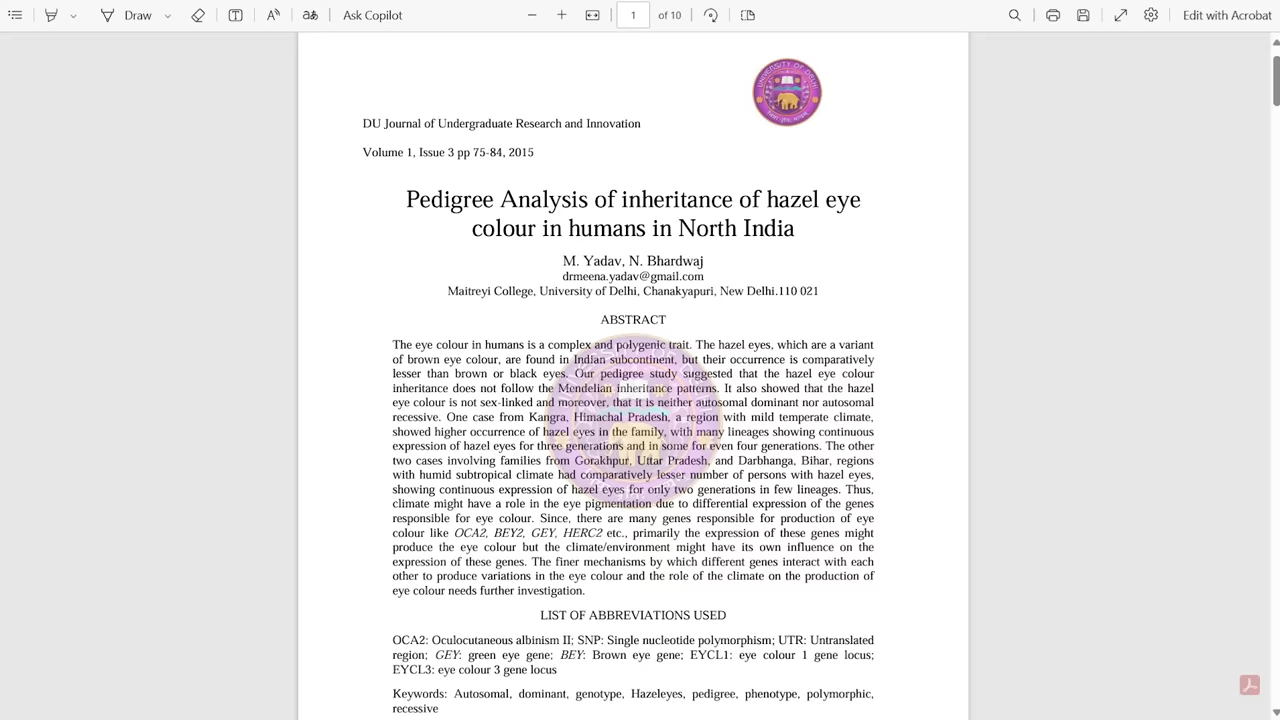 Draw
Ask Copilot
1 of 10
Edit with Acrobat
UNIVERSITY OF DELHI
DU Journal of Undergraduate Research and Innovation
Volume 1, Issue 3 pp 75-84, 2015
Pedigree Analysis of inheritance of hazel eye
colour in humans in North India
M. Yadav, N. Bhardwaj
drmeena.yadav@gmail.com
Maitreyi College, University of Delhi, Chanakyapuri, New Delhi.110 021
ABSTRACT
The eye colour in humans is a complex and polygenic trait. The hazel eyes, which are a variant
of brown eye colour, are found in Indian subcontinent, but their occurrence is comparatively
lesser than brown or black eyes. Our pedigree study suggested that the hazel eye colour
inheritance does not follow the Mendelian inheritance patterns. It also showed that the hazel
eye colour is not sex-linked and moreover, that it is neither autosomal dominant nor autosomal
recessive. One case from Kangra, Himachal Pradesh, a region with mild temperate climate,
showed higher occurrence of hazel eyes in the family, with many lineages showing continuous
expression of hazel eyes for three generations and in some for even four generations. The other
two cases involving families from Gorakhpur, Uttar Pradesh, and Darbhanga, Bihar, regions
with humid subtropical climate had comparatively lesser number of persons with hazel eyes,
showing continuous expression of hazel eyes for only two generations in few lineages. Thus,
climate might have a role in the eye pigmentation due to differential expression of the genes
responsible for eye colour. Since, there are many genes responsible for production of eye
colour like OCA2, BEY2, GEY, HERC2 etc., primarily the expression of these genes might
produce the eye colour but the climate/environment might have its own influence on the
expression of these genes. The finer mechanisms by which different genes interact with each
other to produce variations in the eye colour and the role of the climate on the production of
eye colour needs further investigation.
LIST OF ABBREVIATIONS USED
OCA2: Oculocutaneous albinism II; SNP: Single nucleotide polymorphism; UTR: Untranslated
region; GEY: green eye gene; BEY: Brown eye gene; EYCL1: eye colour 1 gene locus;
EYCL3: eye colour 3 gene locus
Keywords: Autosomal, dominant, genotype, Hazeleyes, pedigree, phenotype, polymorphic,
recessive